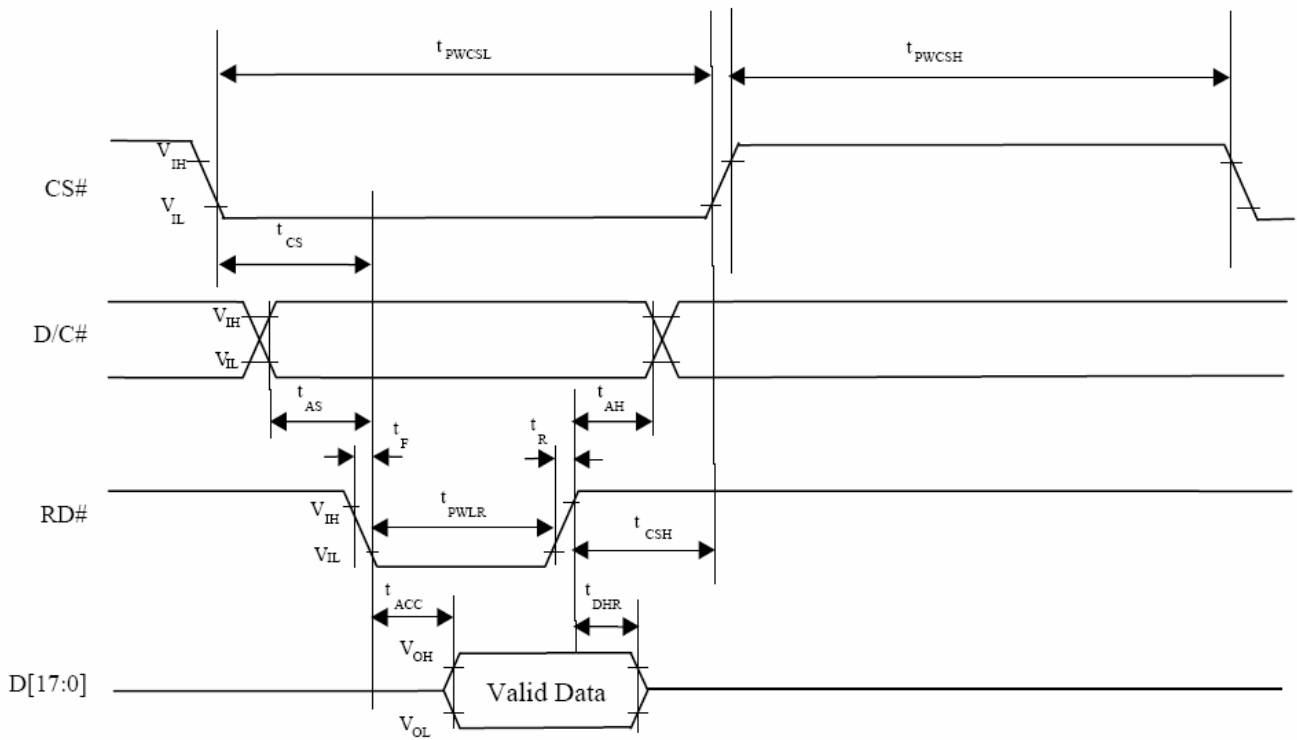 t PWCSL
t PWCSH
V IH
CS#
V IL
t CS
V IH
D/C#
V IL
t AS
t AH
t F
t R
t PWLR
V IH
RD#
V IL
t CSH
t ACC
t DHR
V OH
D[17:0]
Valid Data
V OL